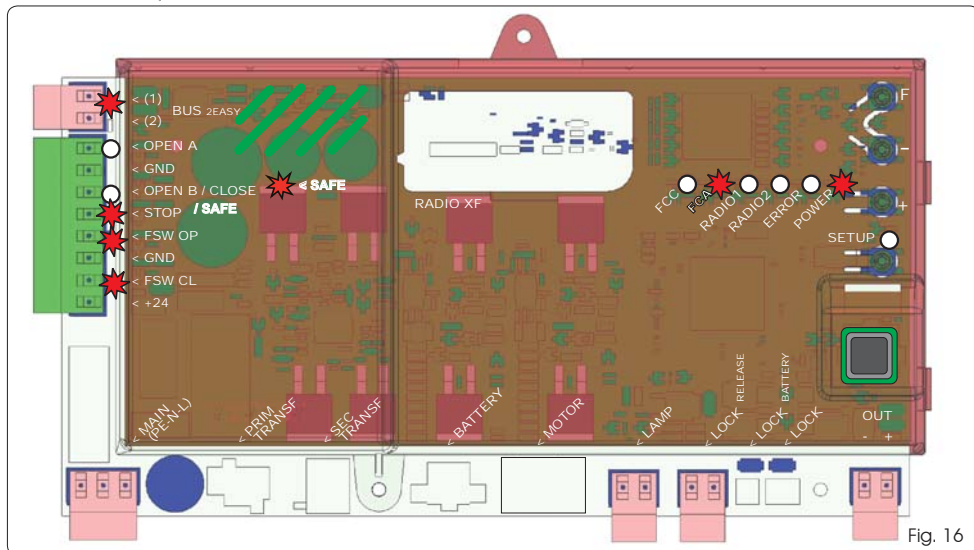 < (1)
BUS 2EASY
< (2)
< OPEN A
< GND
< OPEN B / CLOSE
/ SAFE
< SAFE
< STOP
< FSW OP
< GND
< FSW CL
< +24
RADIO XF
FCC
FCA
RADIO1
RADIO2
ERROR
POWER
F
-
+
SETUP
< MAIN
(PE-N-L)
< PRIM
TRANSF
< SEC
TRANSF
< BATTERY
< MOTOR
< LAMP
< LOCK RELEASE
< LOCK BATTERY
< LOCK
OUT
- +
Fig. 16